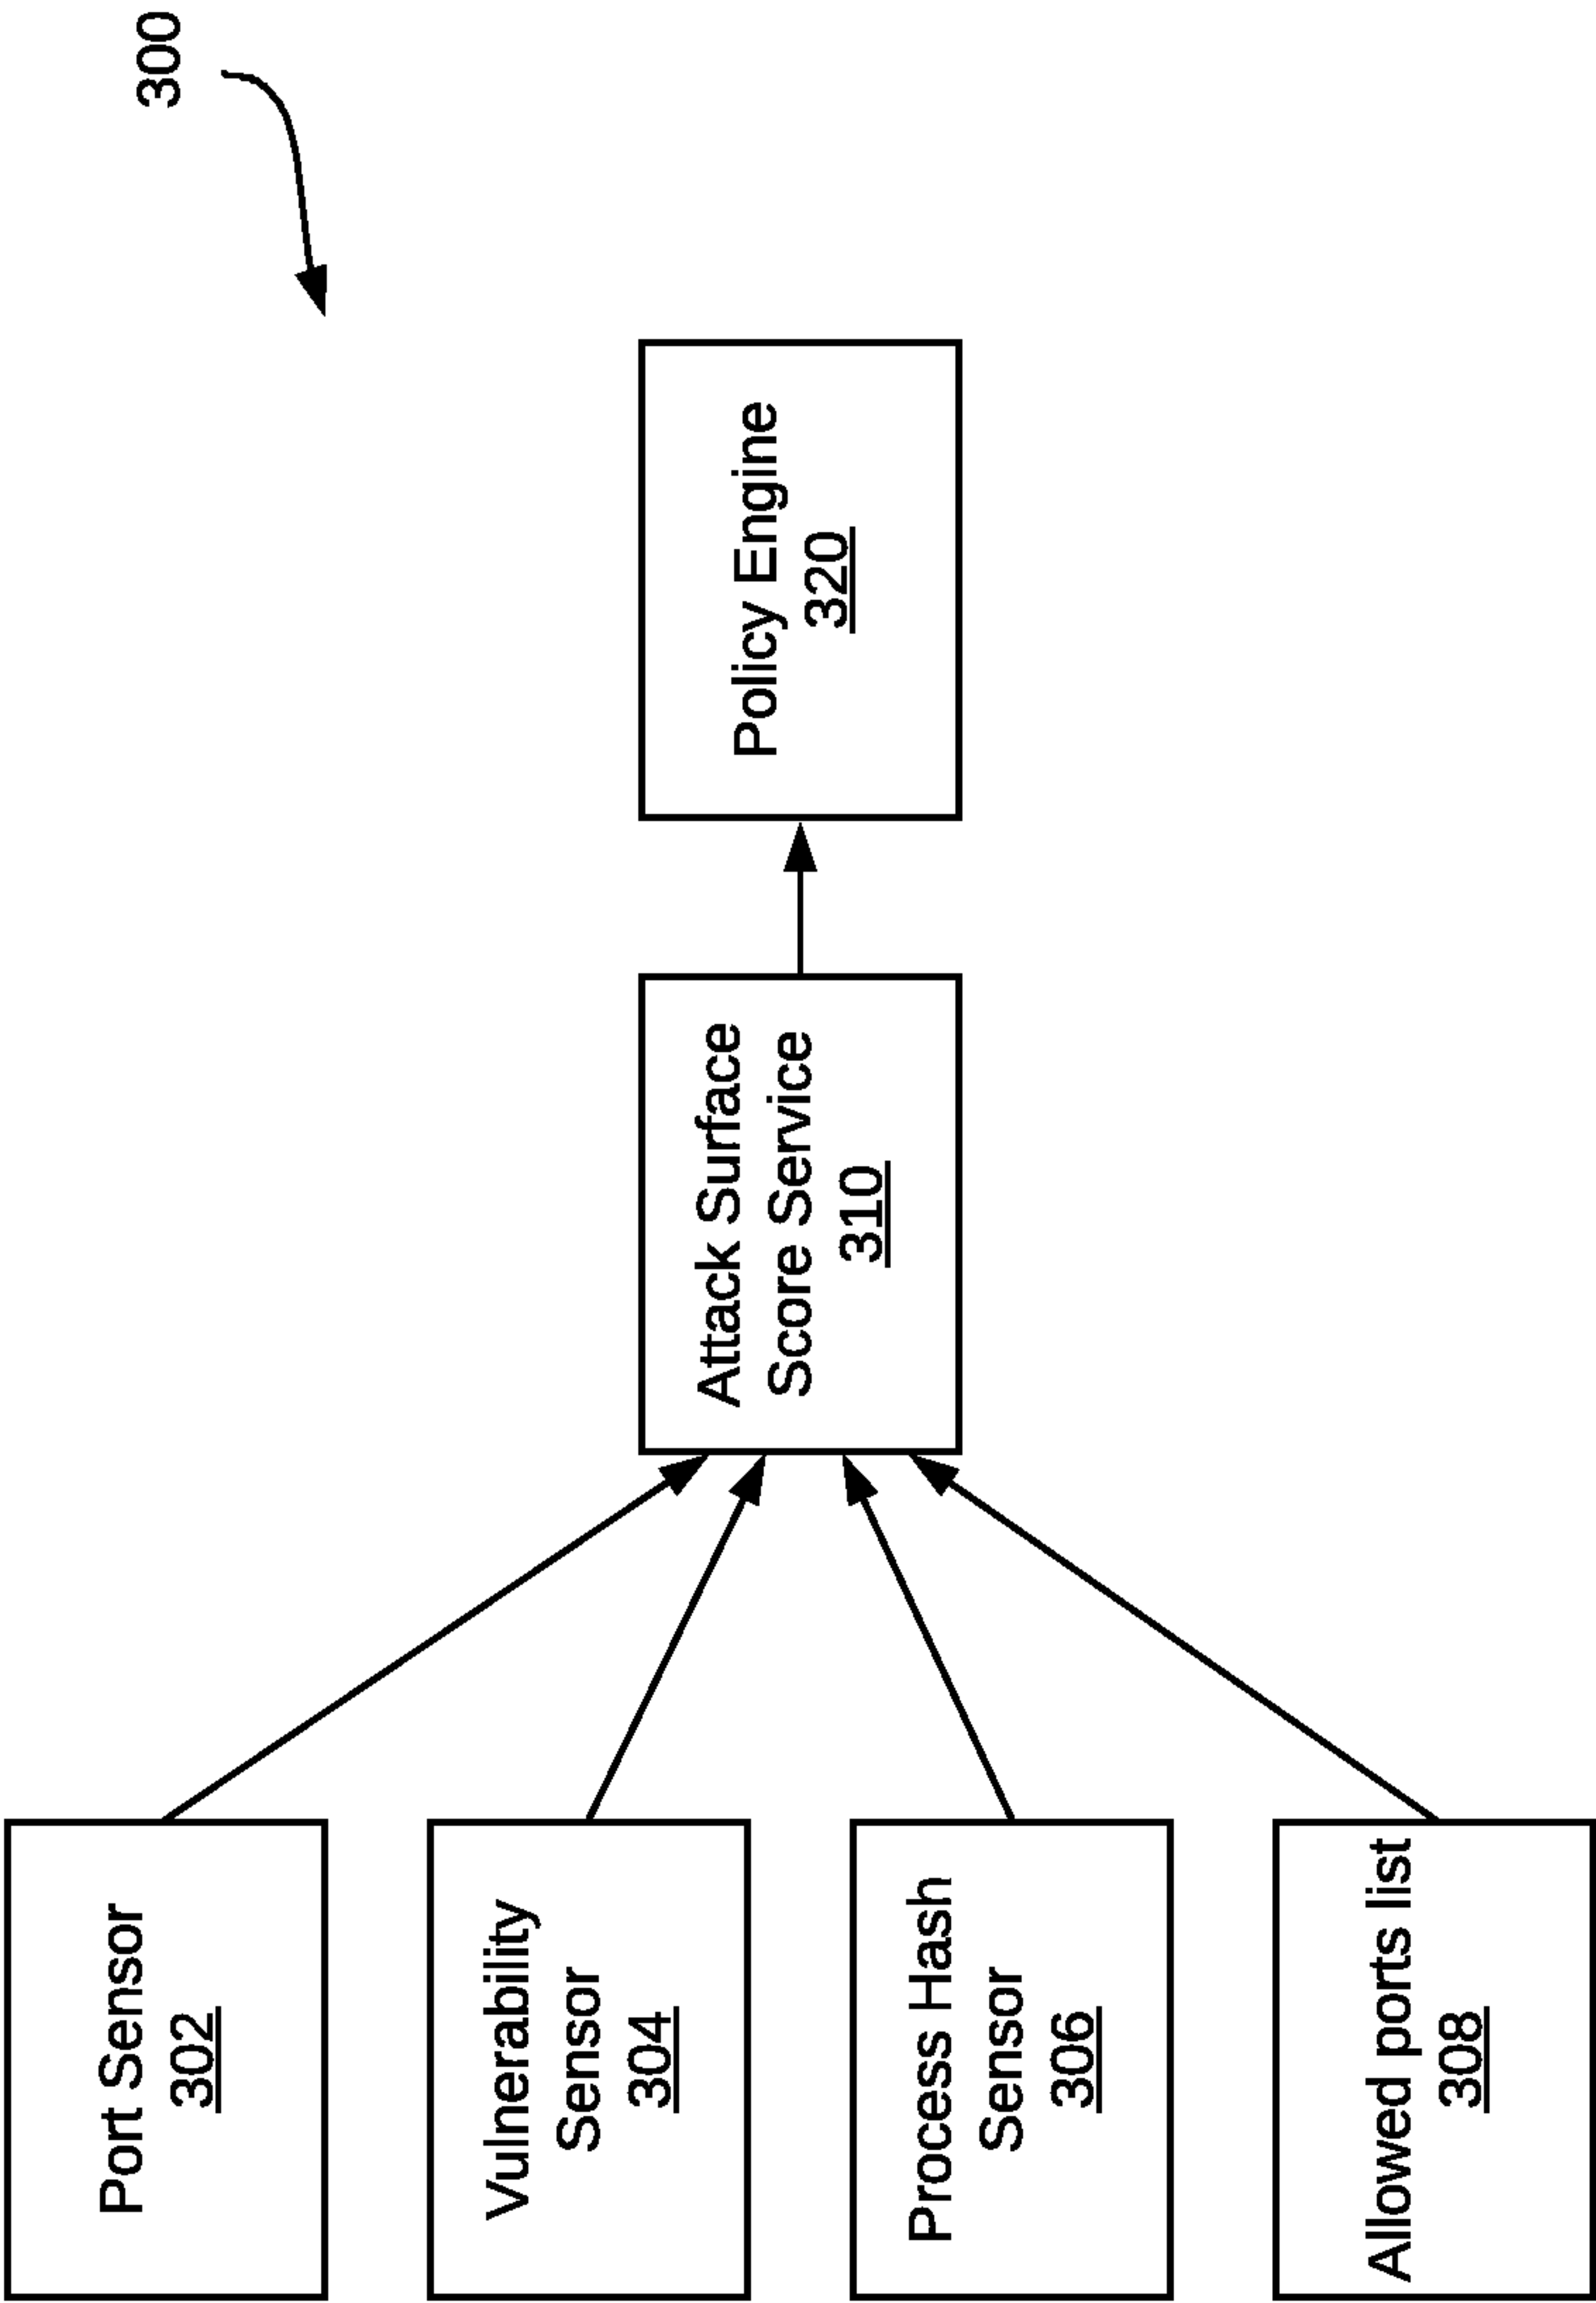 300
Port Sensor
302
Vulnerability
Sensor
304
Process Hash
Sensor
306
Allowed ports list
308
Attack Surface
Score Service
310
Policy Engine
320